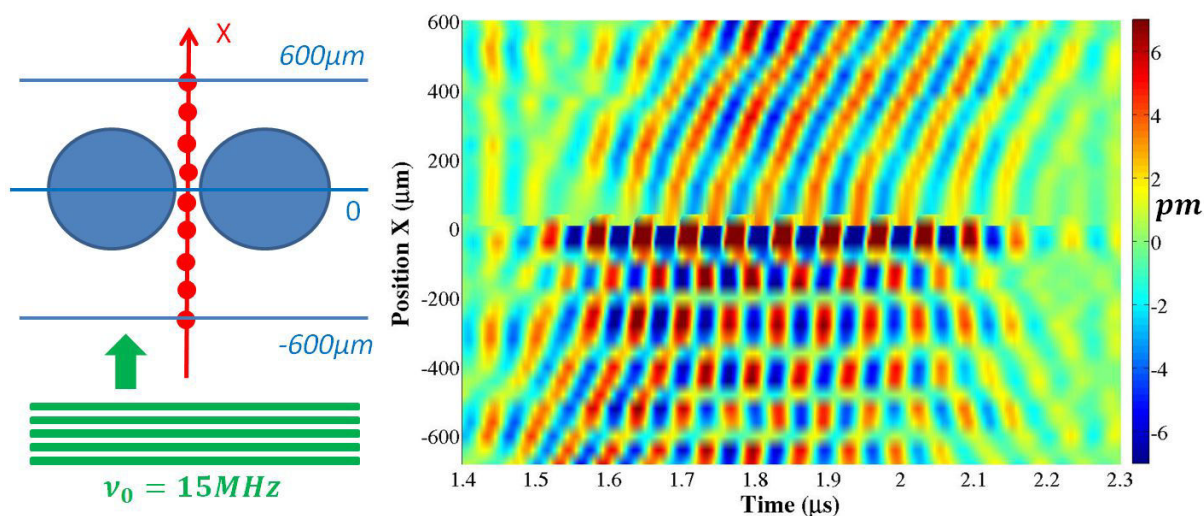 X
600μm
0
-600μm
ν₀ = 15MHz
Position X (μm)
600
400
200
0
-200
-400
-600
1.4 1.5 1.6 1.7 1.8 1.9 2 2.1 2.2 2.3
Time (μs)
6
4
2
0
-2
-4
-6
pm